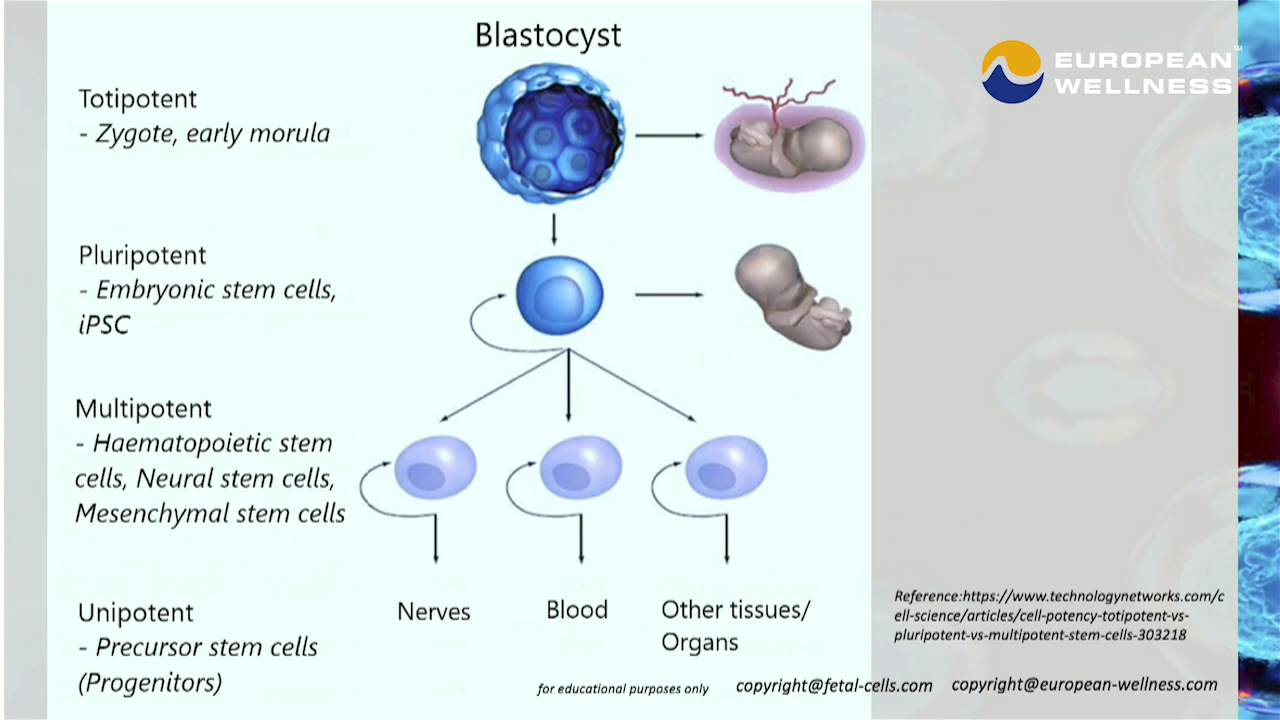 Blastocyst
EUROPEAN
WELLNESS™
Totipotent
- Zygote, early morula
Pluripotent
- Embryonic stem cells,
iPSC
Multipotent
- Haematopoietic stem
cells, Neural stem cells,
Mesenchymal stem cells
Unipotent
- Precursor stem cells
(Progenitors)
Nerves
Blood
Other tissues/
Organs
Reference:https://www.technologynetworks.com/c
ell-science/articles/cell-potency-totipotent-vs-
pluripotent-vs-multipotent-stem-cells-303218
for educational purposes only
copyright@fetal-cells.com
copyright@european-wellness.com